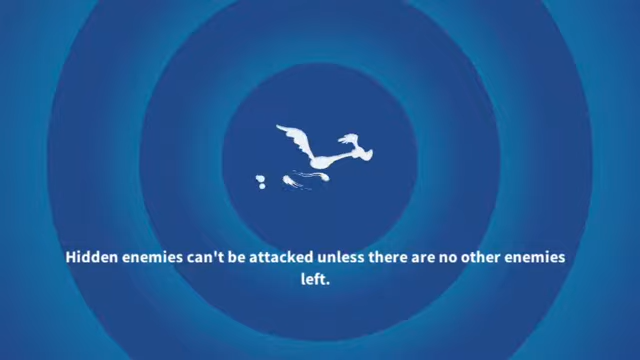 Hidden enemies can't be attacked unless there are no other enemies
left.